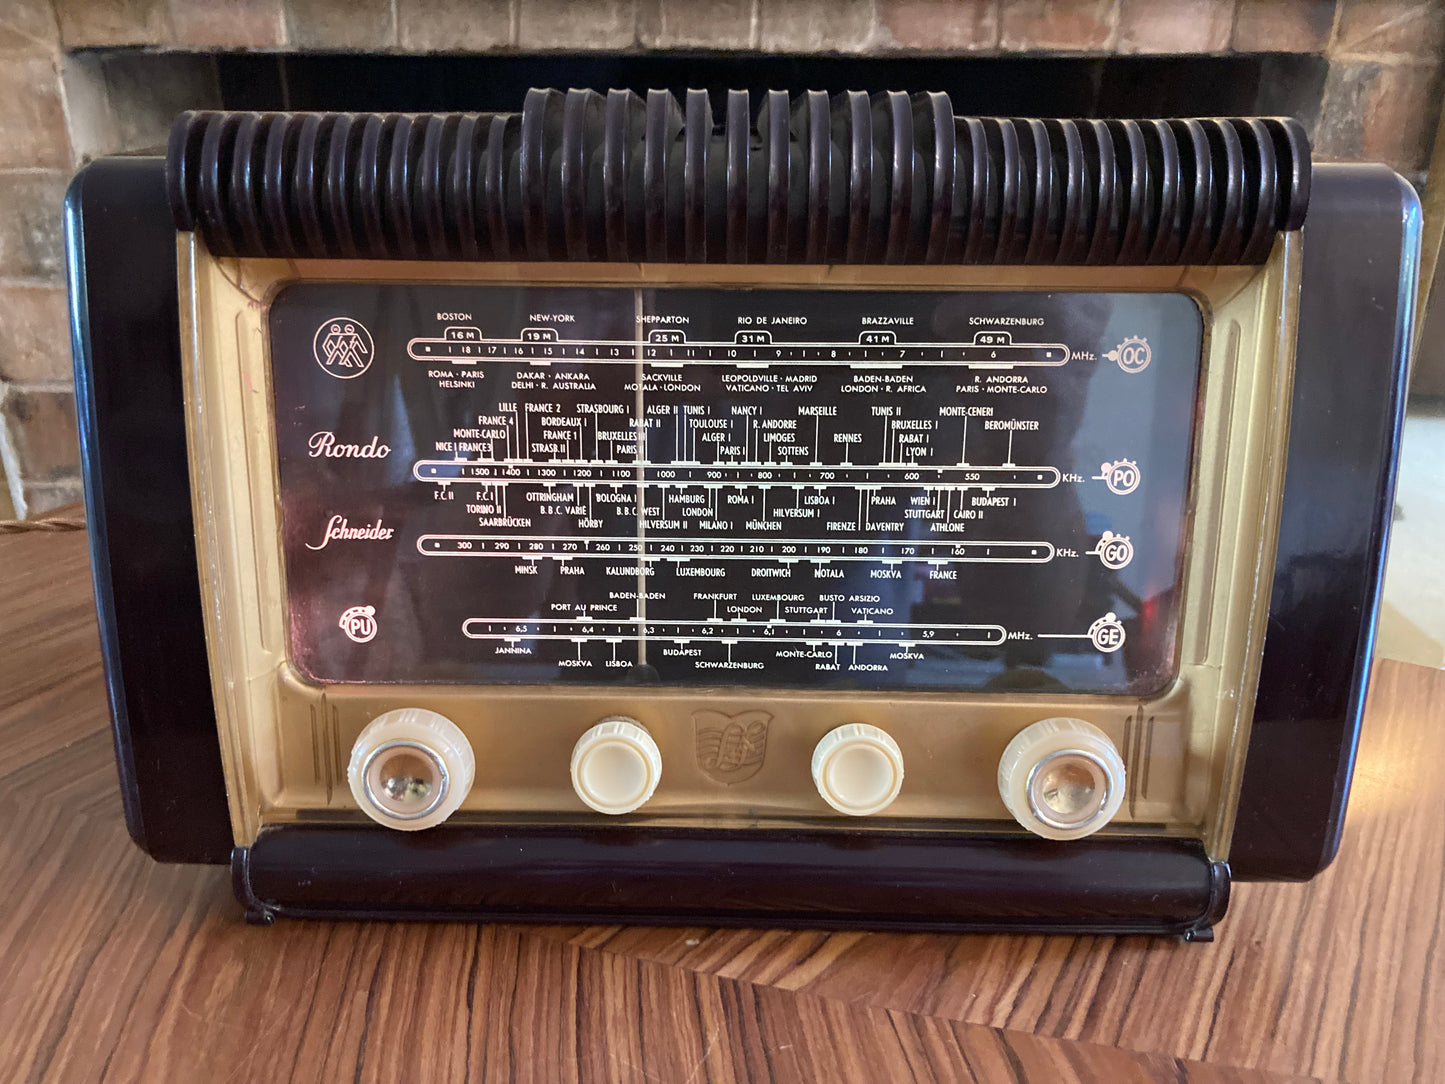 BOSTON NEW-YORK SHEPPARTON RIO DE JANEIRO BRAZZAVILLE SCHWARZENBURG
16 M 19 M 25 M 31 M 41 M 49 M
18 17 16 15 14 13 12 11 10 9 8 7 6 MHz. OC
ROMA · PARIS DAKAR · ANKARA SACKVILLE LEOPOLDVILLE · MADRID BADEN-BADEN R. ANDORRA
HELSINKI DELHI · R. AUSTRALIA MOTALA · LONDON VATICANO · TEL AVIV LONDON · R. AFRICA PARIS · MONTE-CARLO
LILLE FRANCE 2 STRASBOURG I ALGER II TUNIS I NANCY I MARSEILLE TUNIS II MONTE-CENERI
FRANCE 4 BORDEAUX I RABAT II TOULOUSE I R. ANDORRE BRUXELLES I BEROMÜNSTER
MONTE-CARLO FRANCE 1 BRUXELLES II ALGER I LIMOGES RENNES RABAT I
NICE I FRANCE 3 STRASB. II PARIS II PARIS I SOTTENS LYON I
Rondo
1500 1400 1300 1200 1100 1000 900 800 700 600 550 KHz. PO
F.C. II F.C. I OTTRINGHAM BOLOGNA I HAMBURG ROMA I LISBOA I PRAHA WIEN I BUDAPEST I
TORINO II B.B.C. VARIÉ B.B.C. WEST LONDON HILVERSUM I STUTTGART CAIRO II
SAARBRÜCKEN HÖRBY HILVERSUM II MILANO I MÜNCHEN FIRENZE I DAVENTRY ATHLONE
Schneider
300 290 280 270 260 250 240 230 220 210 200 190 180 170 160 KHz. GO
MINSK PRAHA KALUNDBORG LUXEMBOURG DROITWICH MOTALA MOSKVA FRANCE
BADEN-BADEN FRANKFURT LUXEMBOURG BUSTO ARSIZIO
PORT AU PRINCE LONDON STUTTGART VATICANO
PU
6,5 6,4 6,3 6,2 6,1 6 5,9 MHz. GE
JANNINA BUDAPEST MONTE-CARLO MOSKVA
MOSKVA LISBOA SCHWARZENBURG RABAT ANDORRA